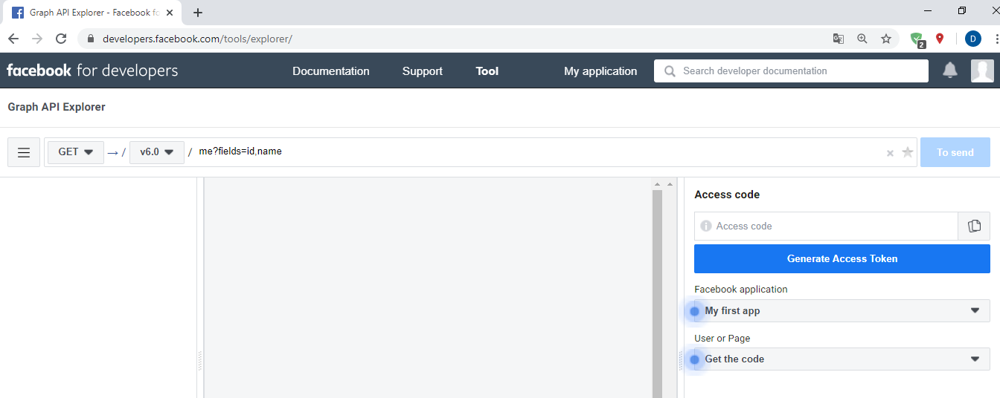 Graph API Explorer - Facebook fo
developers.facebook.com/tools/explorer/
2
D
facebook for developers
Documentation
Support
Tool
My application
Search developer documentation
Graph API Explorer
GET → / v6.0 / me?fields=id,name
To send
Access code
Access code
Generate Access Token
Facebook application
My first app
User or Page
Get the code